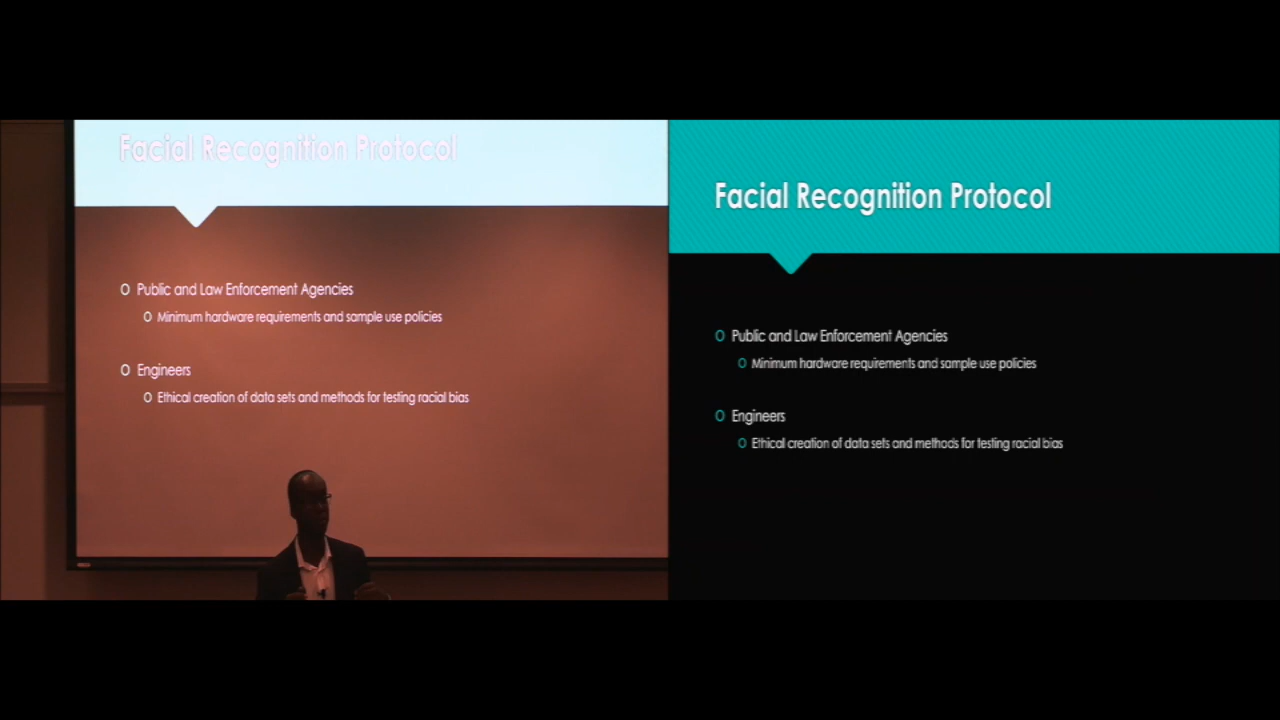 Facial Recognition Protocol
O Public and Law Enforcement Agencies
O Minimum hardware requirements and sample use policies
O Engineers
O Ethical creation of data sets and methods for testing racial bias
Facial Recognition Protocol
O Public and Law Enforcement Agencies
O Minimum hardware requirements and sample use policies
O Engineers
O Ethical creation of data sets and methods for testing racial bias